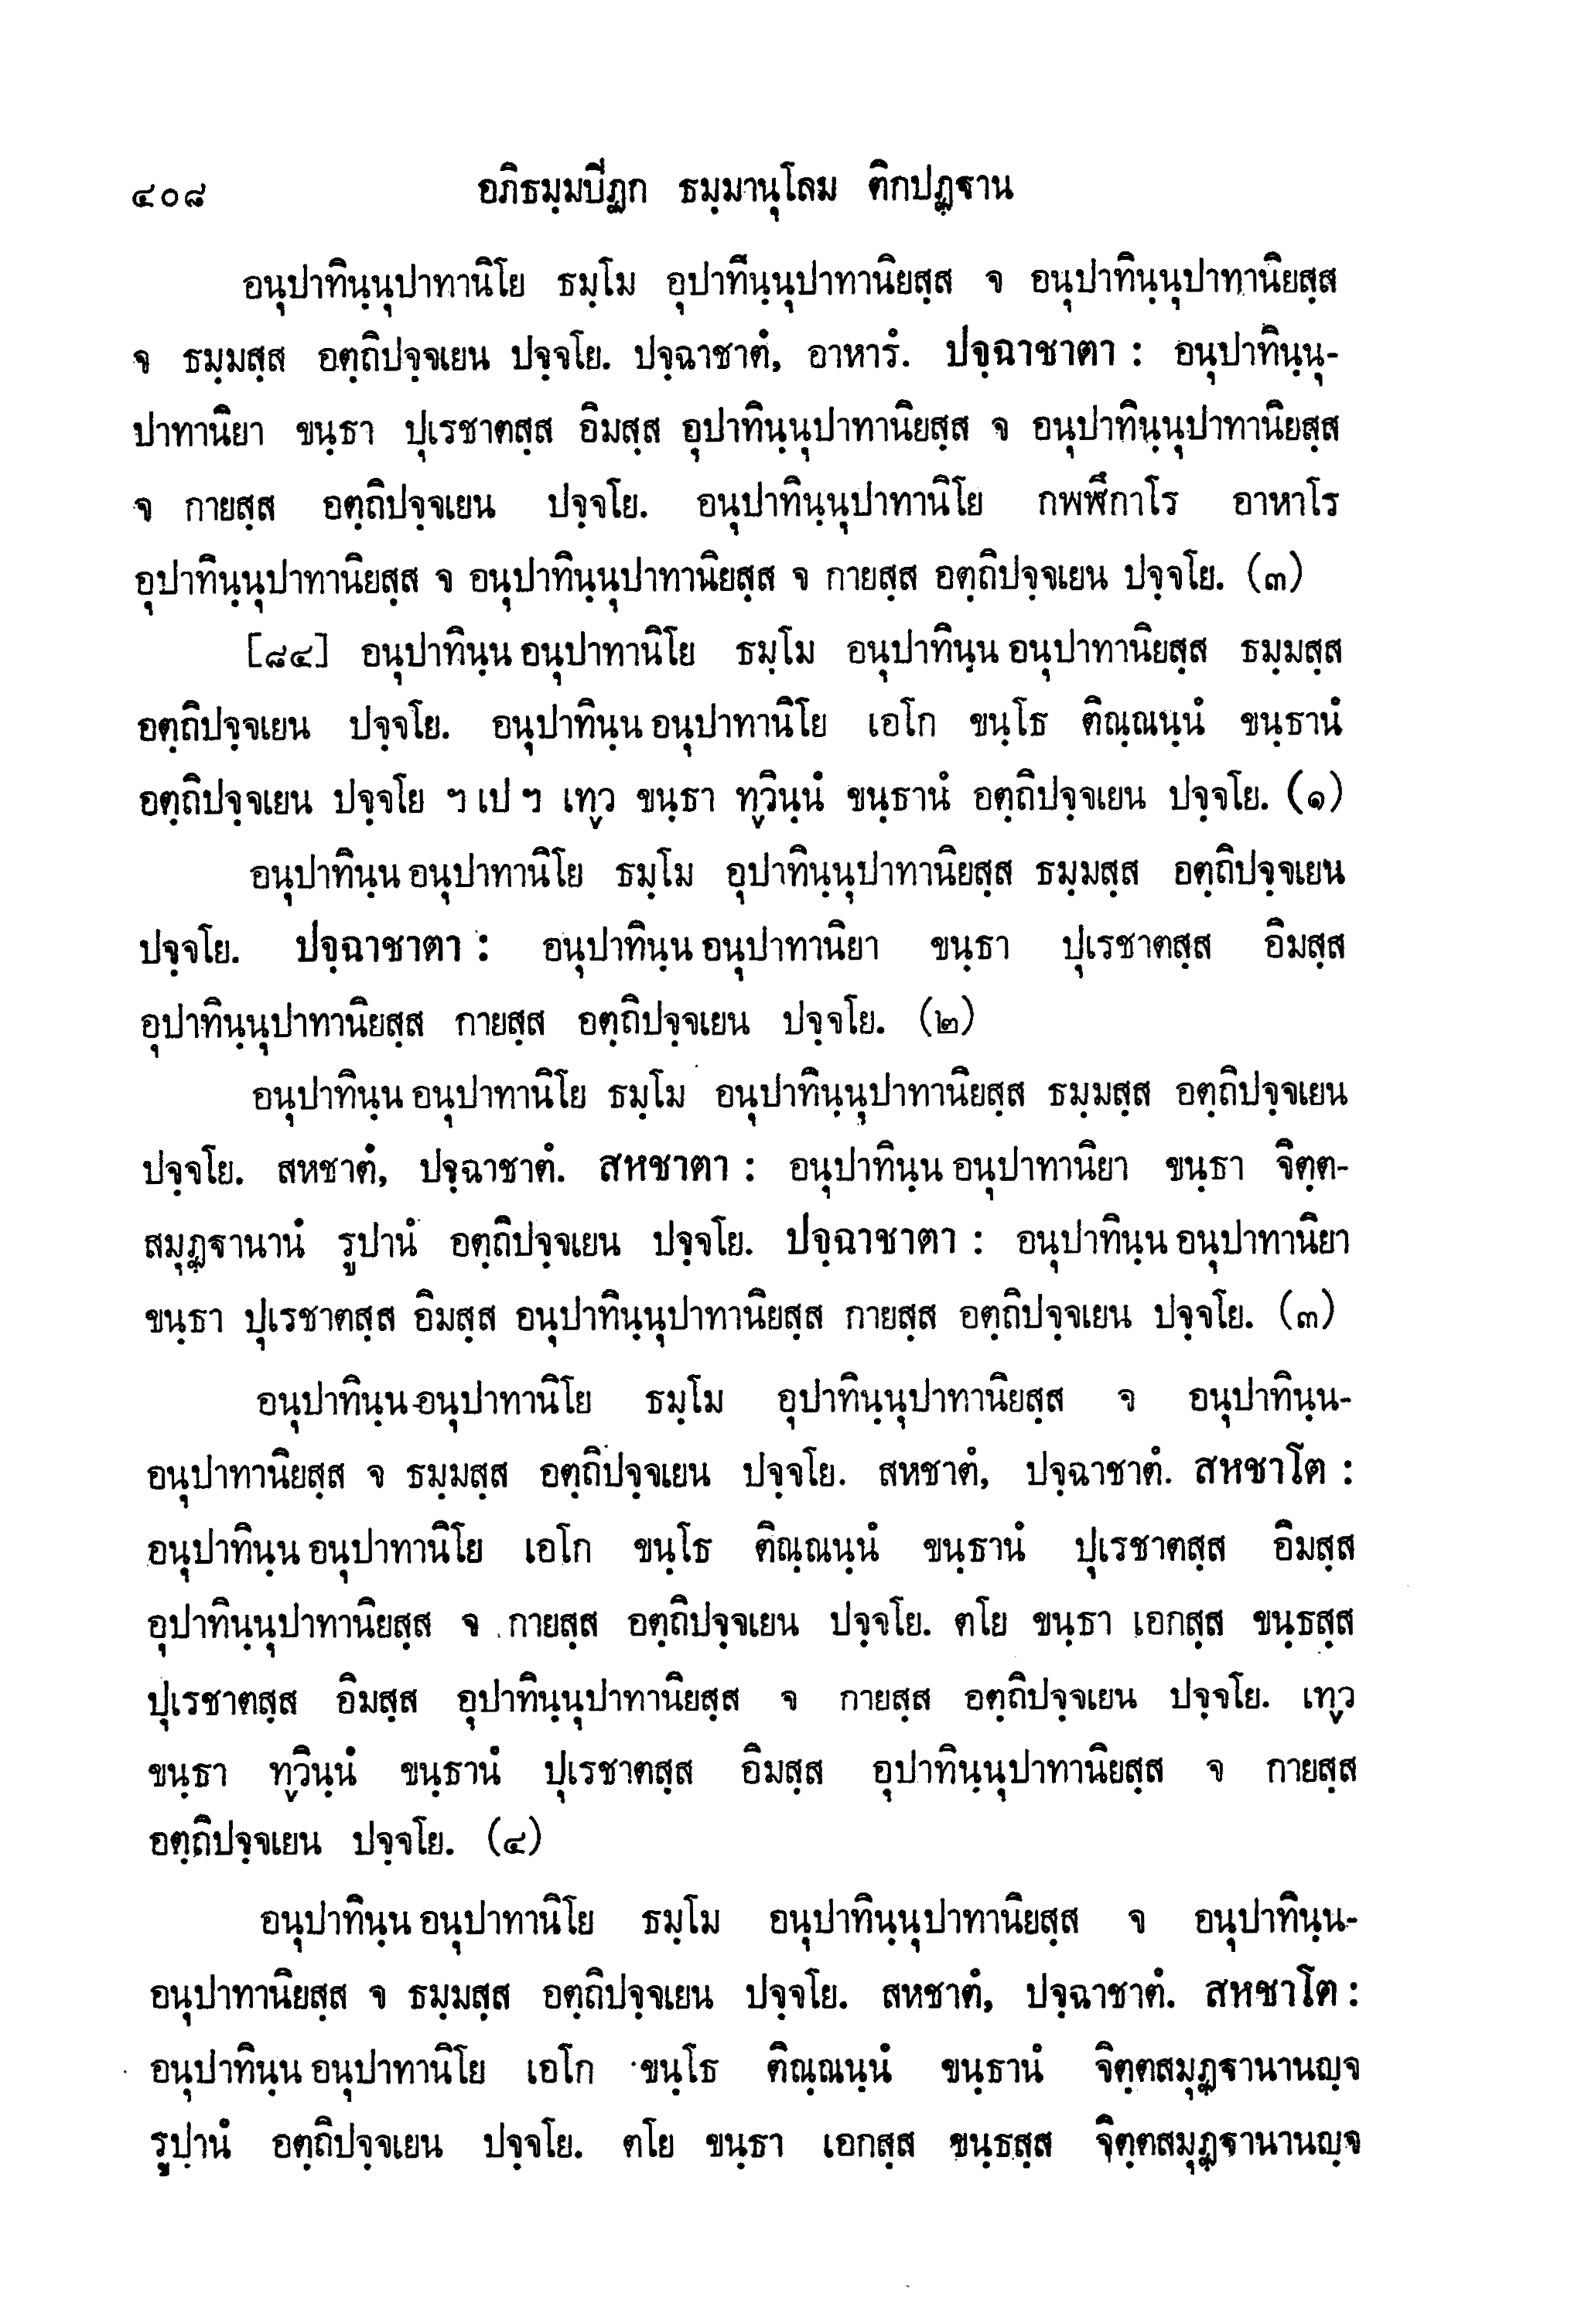 ๔๐๘ อภิธมฺมปิฏก ธมฺมานุโลม ติกปฏฺฐาน
อนุปาทินฺนุปาทานิโย ธมฺโม อุปาทินฺนุปาทานิยสฺส จ อนุปาทินฺนุปาทานิยสฺส
จ ธมฺมสฺส อตฺถิปจฺจเยน ปจฺจโย. ปจฺฉาชาตํ, อาหารํ. ปจฺฉาชาตา : อนุปาทินฺนุ-
ปาทานิยา ขนฺธา ปุเรชาตสฺส อิมสฺส อุปาทินฺนุปาทานิยสฺส จ อนุปาทินฺนุปาทานิยสฺส
จ กายสฺส อตฺถิปจฺจเยน ปจฺจโย. อนุปาทินฺนุปาทานิโย กพฬีกาโร อาหาโร
อุปาทินฺนุปาทานิยสฺส จ อนุปาทินฺนุปาทานิยสฺส จ กายสฺส อตฺถิปจฺจเยน ปจฺจโย. (๓)
[๘๔] อนุปาทินฺน อนุปาทานิโย ธมฺโม อนุปาทินฺน อนุปาทานิยสฺส ธมฺมสฺส
อตฺถิปจฺจเยน ปจฺจโย. อนุปาทินฺน อนุปาทานิโย เอโก ขนฺโธ ติณฺณนฺนํ ขนฺธานํ
อตฺถิปจฺจเยน ปจฺจโย ฯ เป ฯ เทฺว ขนฺธา ทฺวินฺนํ ขนฺธานํ อตฺถิปจฺจเยน ปจฺจโย. (๑)
อนุปาทินฺน อนุปาทานิโย ธมฺโม อุปาทินฺนุปาทานิยสฺส ธมฺมสฺส อตฺถิปจฺจเยน
ปจฺจโย. ปจฺฉาชาตา : อนุปาทินฺน อนุปาทานิยา ขนฺธา ปุเรชาตสฺส อิมสฺส
อุปาทินฺนุปาทานิยสฺส กายสฺส อตฺถิปจฺจเยน ปจฺจโย. (๒)
อนุปาทินฺน อนุปาทานิโย ธมฺโม อนุปาทินฺนุปาทานิยสฺส ธมฺมสฺส อตฺถิปจฺจเยน
ปจฺจโย. สหชาตํ, ปจฺฉาชาตํ. สหชาตา : อนุปาทินฺน อนุปาทานิยา ขนฺธา จิตฺต-
สมุฏฺฐานานํ รูปานํ อตฺถิปจฺจเยน ปจฺจโย. ปจฺฉาชาตา : อนุปาทินฺน อนุปาทานิยา
ขนฺธา ปุเรชาตสฺส อิมสฺส อนุปาทินฺนุปาทานิยสฺส กายสฺส อตฺถิปจฺจเยน ปจฺจโย. (๓)
อนุปาทินฺน-อนุปาทานิโย ธมฺโม อุปาทินฺนุปาทานิยสฺส จ อนุปาทินฺน-
อนุปาทานิยสฺส จ ธมฺมสฺส อตฺถิปจฺจเยน ปจฺจโย. สหชาตํ, ปจฺฉาชาตํ. สหชาโต :
อนุปาทินฺน อนุปาทานิโย เอโก ขนฺโธ ติณฺณนฺนํ ขนฺธานํ ปุเรชาตสฺส อิมสฺส
อุปาทินฺนุปาทานิยสฺส จ กายสฺส อตฺถิปจฺจเยน ปจฺจโย. ตโย ขนฺธา เอกสฺส ขนฺธสฺส
ปุเรชาตสฺส อิมสฺส อุปาทินฺนุปาทานิยสฺส จ กายสฺส อตฺถิปจฺจเยน ปจฺจโย. เทฺว
ขนฺธา ทฺวินฺนํ ขนฺธานํ ปุเรชาตสฺส อิมสฺส อุปาทินฺนุปาทานิยสฺส จ กายสฺส
อตฺถิปจฺจเยน ปจฺจโย. (๔)
อนุปาทินฺน อนุปาทานิโย ธมฺโม อนุปาทินฺนุปาทานิยสฺส จ อนุปาทินฺน-
อนุปาทานิยสฺส จ ธมฺมสฺส อตฺถิปจฺจเยน ปจฺจโย. สหชาตํ, ปจฺฉาชาตํ. สหชาโต :
อนุปาทินฺน อนุปาทานิโย เอโก ขนฺโธ ติณฺณนฺนํ ขนฺธานํ จิตฺตสมุฏฺฐานานญฺจ
รูปานํ อตฺถิปจฺจเยน ปจฺจโย. ตโย ขนฺธา เอกสฺส ขนฺธสฺส จิตฺตสมุฏฺฐานานญฺจ